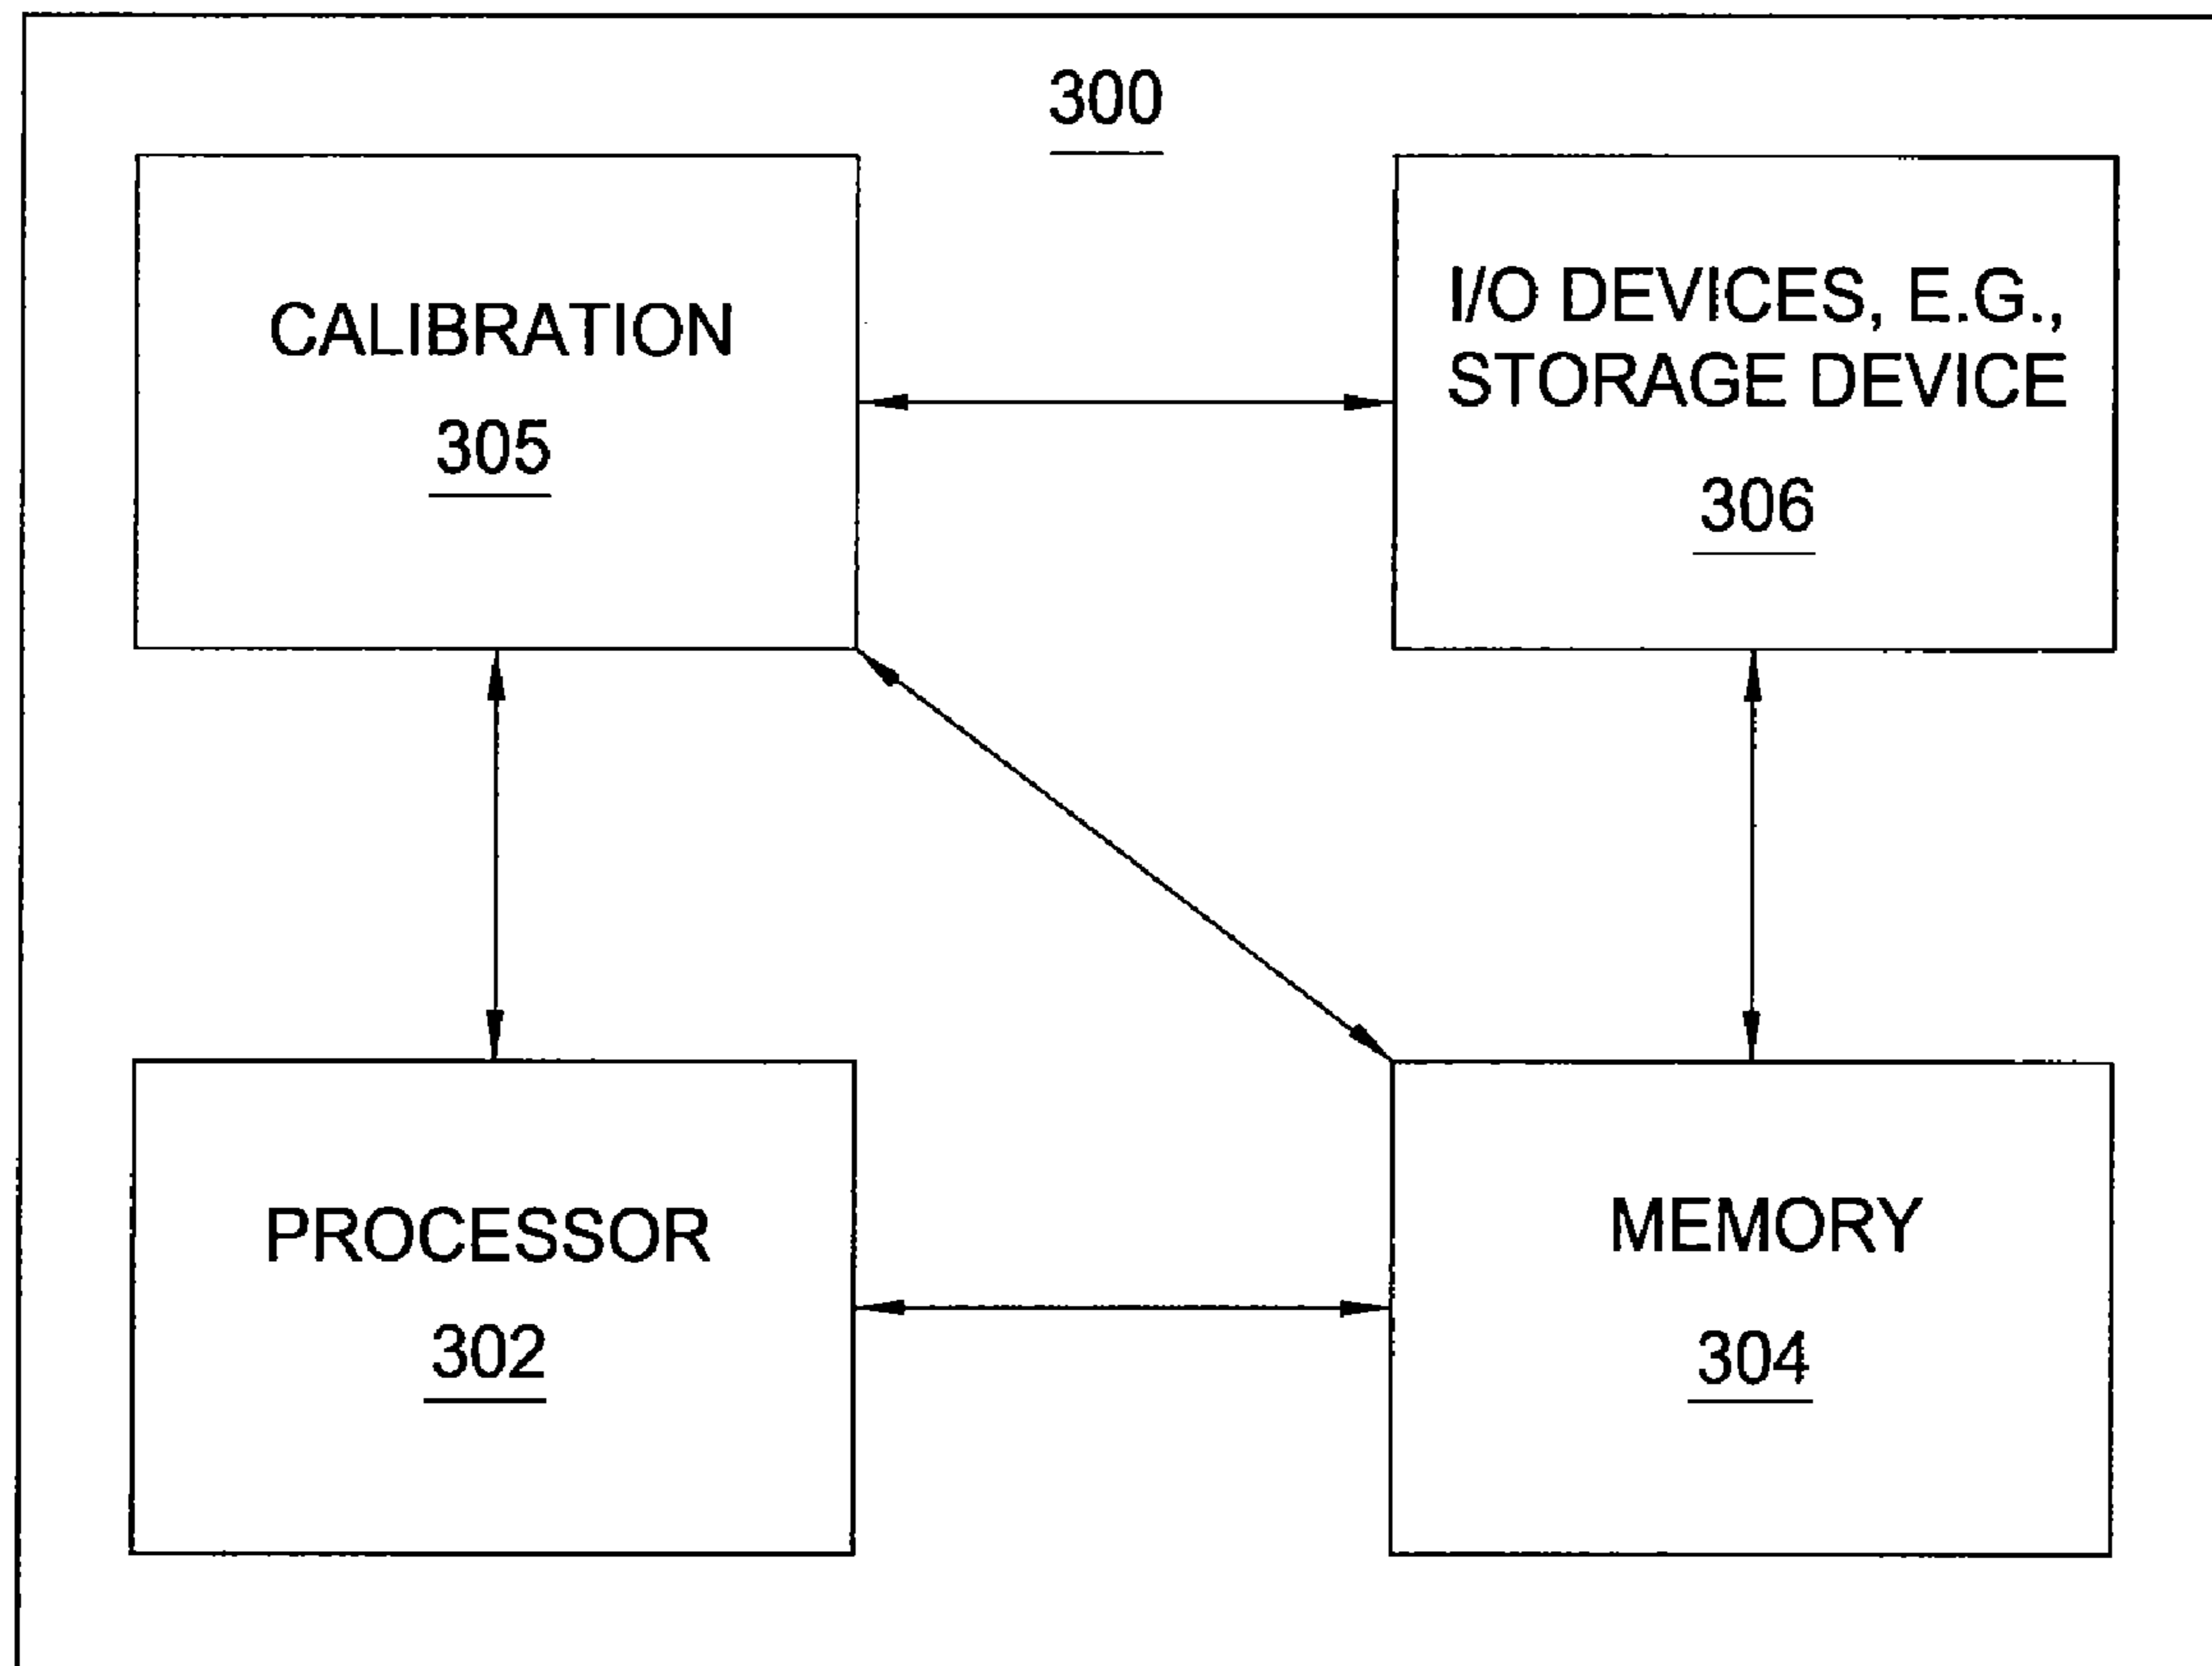 300
CALIBRATION
305
I/O DEVICES, E.G.,
STORAGE DEVICE
306
PROCESSOR
302
MEMORY
304